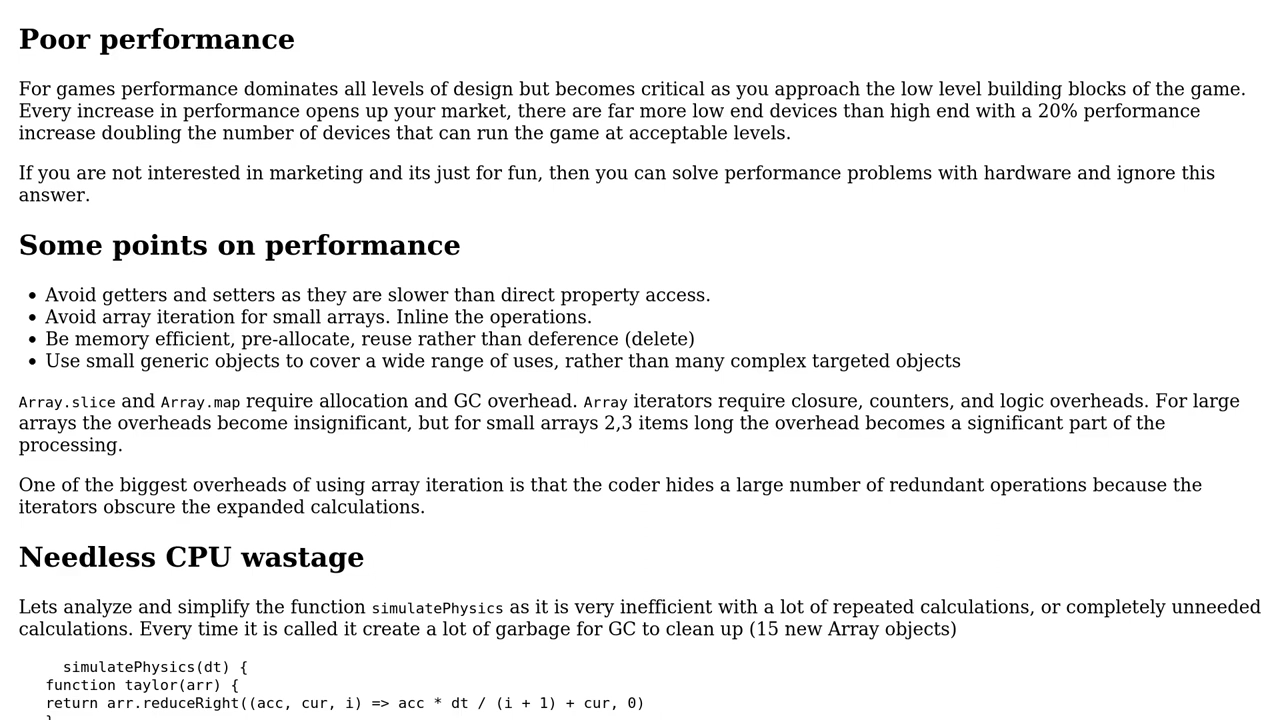 Poor performance
For games performance dominates all levels of design but becomes critical as you approach the low level building blocks of the game.
Every increase in performance opens up your market, there are far more low end devices than high end with a 20% performance
increase doubling the number of devices that can run the game at acceptable levels.
If you are not interested in marketing and its just for fun, then you can solve performance problems with hardware and ignore this
answer.
Some points on performance
• Avoid getters and setters as they are slower than direct property access.
• Avoid array iteration for small arrays. Inline the operations.
• Be memory efficient, pre-allocate, reuse rather than deference (delete)
• Use small generic objects to cover a wide range of uses, rather than many complex targeted objects
Array.slice and Array.map require allocation and GC overhead. Array iterators require closure, counters, and logic overheads. For large
arrays the overheads become insignificant, but for small arrays 2,3 items long the overhead becomes a significant part of the
processing.
One of the biggest overheads of using array iteration is that the coder hides a large number of redundant operations because the
iterators obscure the expanded calculations.
Needless CPU wastage
Lets analyze and simplify the function simulatePhysics as it is very inefficient with a lot of repeated calculations, or completely unneeded
calculations. Every time it is called it create a lot of garbage for GC to clean up (15 new Array objects)
simulatePhysics(dt) {
function taylor(arr) {
return arr.reduceRight((acc, cur, i) => acc * dt / (i + 1) + cur, 0)
}